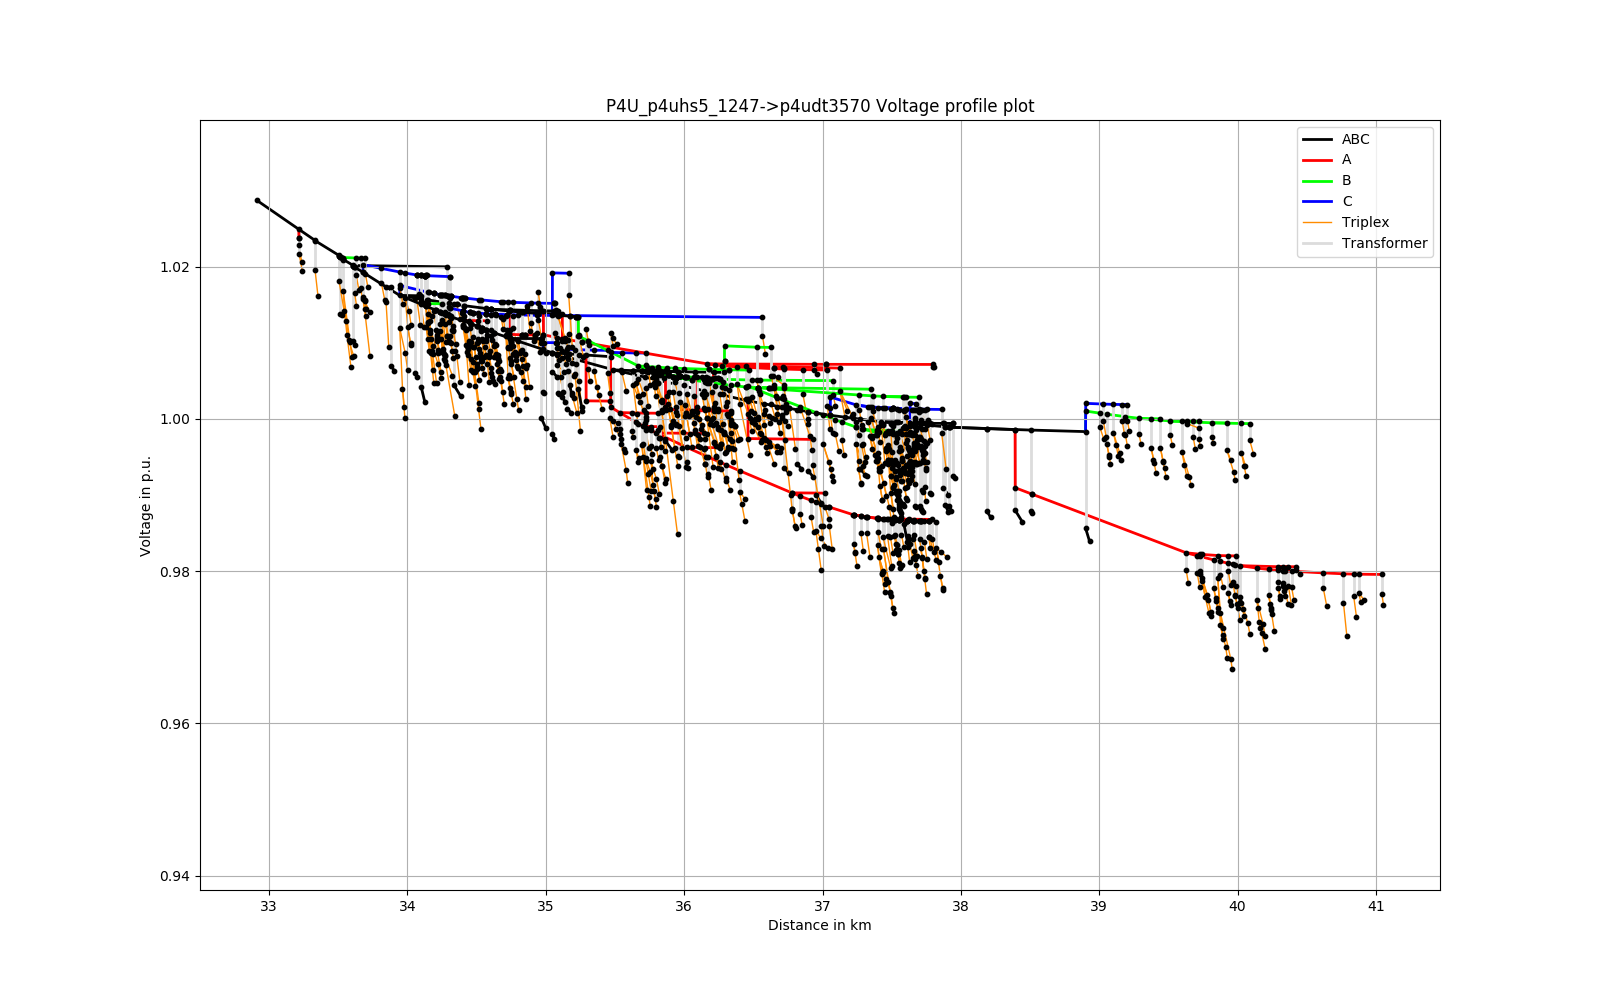 P4U_p4uhs5_1247->p4udt3570 Voltage profile plot
ABC
A
B
C
Triplex
Transformer
Voltage in p.u.
1.02
1.00
0.98
0.96
0.94
33 34 35 36 37 38 39 40 41
Distance in km